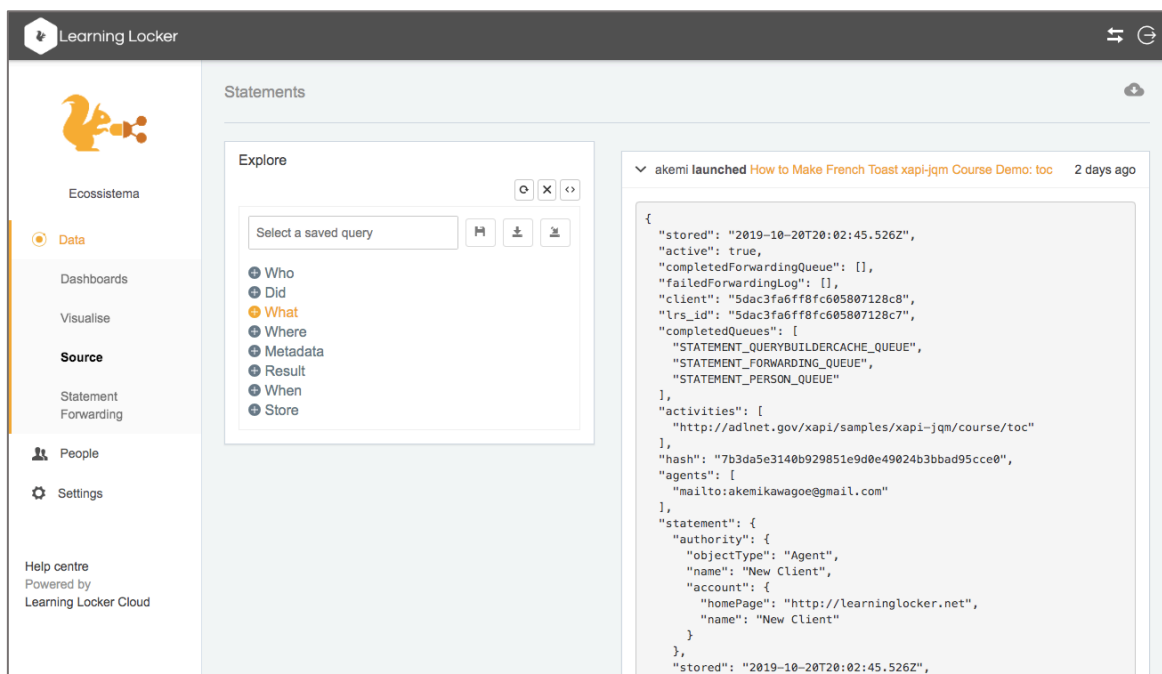 Learning Locker
Ecossistema
Data
Dashboards
Visualise
Source
Statement
Forwarding
People
Settings
Help centre
Powered by
Learning Locker Cloud
Statements
Explore
Select a saved query
Who
Did
What
Where
Metadata
Result
When
Store
akemi launched How to Make French Toast xapi-jqm Course Demo: toc 2 days ago
{
"stored": "2019-10-20T20:02:45.526Z",
"active": true,
"completedForwardingQueue": [],
"failedForwardingLog": [],
"client": "5dac3fa6ff8fc605807128c8",
"lrs_id": "5dac3fa6ff8fc605807128c7",
"completedQueues": [
"STATEMENT_QUERYBUILDERCACHE_QUEUE",
"STATEMENT_FORWARDING_QUEUE",
"STATEMENT_PERSON_QUEUE"
],
"activities": [
"http://adlnet.gov/xapi/samples/xapi-jqm/course/toc"
],
"hash": "7b3da5e3140b929851e9d0e49024b3bbad95cce0",
"agents": [
"mailto:akemikawagoe@gmail.com"
],
"statement": {
"authority": {
"objectType": "Agent",
"name": "New Client",
"account": {
"homePage": "http://learninglocker.net",
"name": "New Client"
}
},
"stored": "2019-10-20T20:02:45.526Z",